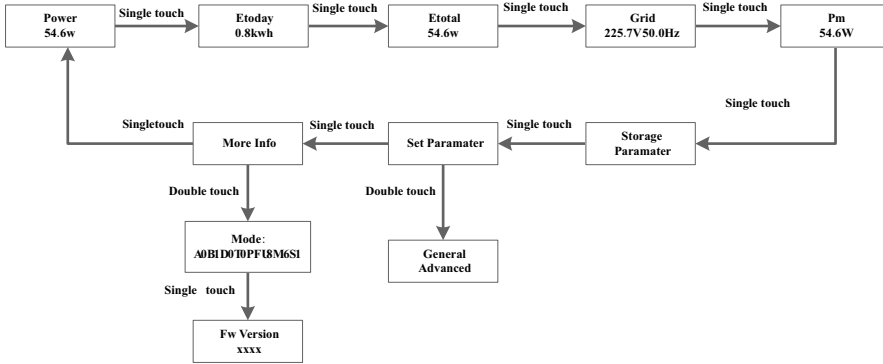 Single touch
Single touch
Single touch
Single touch
Power
54.6w
Etoday
0.8kwh
Etotal
54.6w
Grid
225.7V50.0Hz
Pm
54.6W
Single touch
Singletouch
Single touch
Single touch
More Info
Set Paramater
Storage
Paramater
Double touch
Double touch
Mode:
A0B1D0T0PFU8M6S1
General
Advanced
Single touch
Fw Version
xxxx